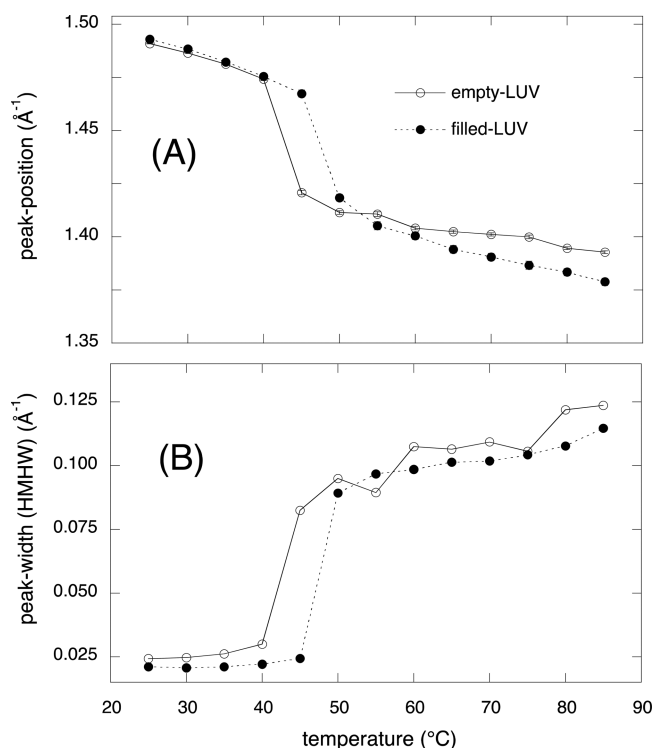 1.50
1.45
1.40
1.35
peak-position (Å⁻¹)
(A)
empty-LUV
filled-LUV
0.125
0.100
0.075
0.050
0.025
peak-width (HMHW) (Å⁻¹)
(B)
20 30 40 50 60 70 80 90
temperature (°C)